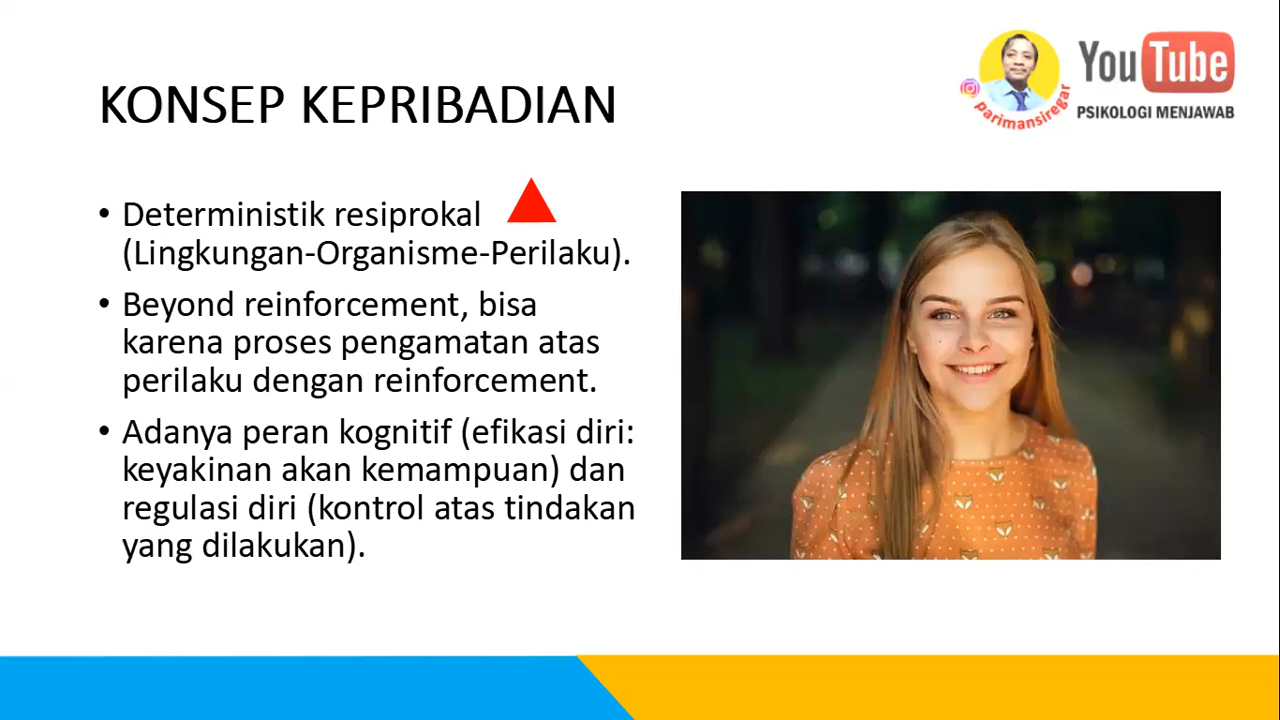 KONSEP KEPRIBADIAN
YouTube
parimansiregar
PSIKOLOGI MENJAWAB
• Deterministik resiprokal
(Lingkungan-Organisme-Perilaku).
• Beyond reinforcement, bisa
karena proses pengamatan atas
perilaku dengan reinforcement.
• Adanya peran kognitif (efikasi diri:
keyakinan akan kemampuan) dan
regulasi diri (kontrol atas tindakan
yang dilakukan).